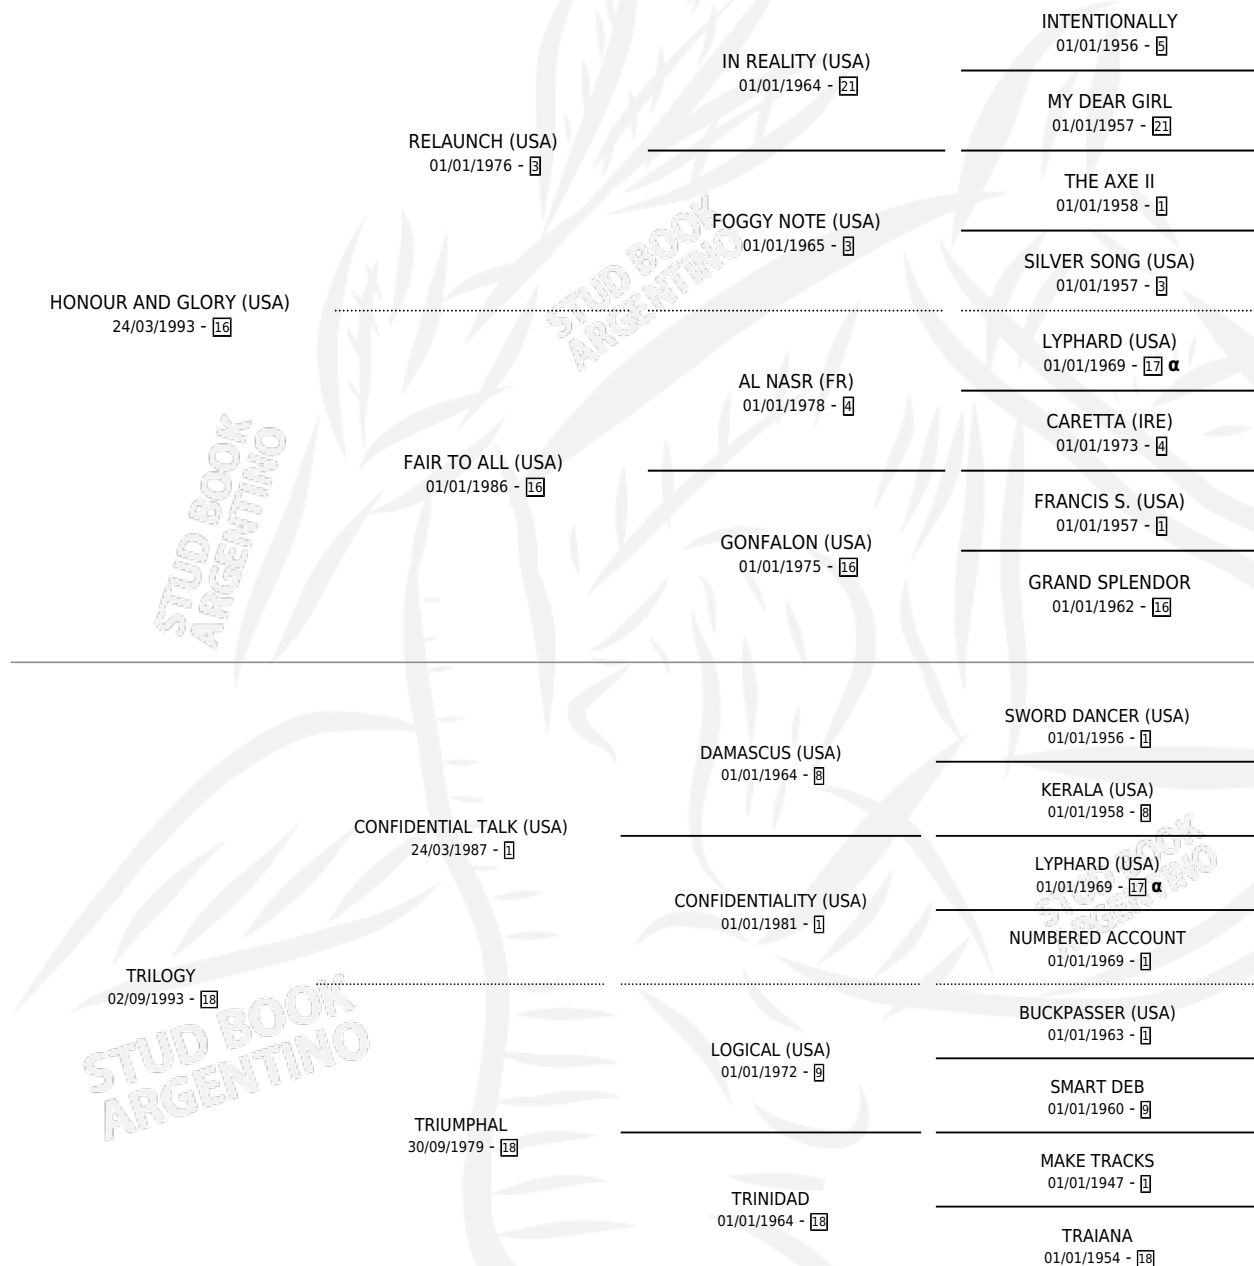 INTENTIONALLY
01/01/1956 - 5
IN REALITY (USA)
01/01/1964 - 21
MY DEAR GIRL
01/01/1957 - 21
RELAUNCH (USA)
01/01/1976 - 3
THE AXE II
01/01/1958 - 1
FOGGY NOTE (USA)
01/01/1965 - 3
SILVER SONG (USA)
01/01/1957 - 3
HONOUR AND GLORY (USA)
24/03/1993 - 16
LYPHARD (USA)
01/01/1969 - 17 α
AL NASR (FR)
01/01/1978 - 4
CARETTA (IRE)
01/01/1973 - 4
FAIR TO ALL (USA)
01/01/1986 - 16
FRANCIS S. (USA)
01/01/1957 - 1
GONFALON (USA)
01/01/1975 - 16
GRAND SPLENDOR
01/01/1962 - 16
SWORD DANCER (USA)
01/01/1956 - 1
DAMASCUS (USA)
01/01/1964 - 8
KERALA (USA)
01/01/1958 - 8
CONFIDENTIAL TALK (USA)
24/03/1987 - 1
LYPHARD (USA)
01/01/1969 - 17 α
CONFIDENTIALITY (USA)
01/01/1981 - 1
NUMBERED ACCOUNT
01/01/1969 - 1
TRILOGY
02/09/1993 - 18
BUCKPASSER (USA)
01/01/1963 - 1
LOGICAL (USA)
01/01/1972 - 9
SMART DEB
01/01/1960 - 9
TRIUMPHAL
30/09/1979 - 18
MAKE TRACKS
01/01/1947 - 1
TRINIDAD
01/01/1964 - 18
TRAIANA
01/01/1954 - 18
STUD BOOK
ARGENTINO
STUD BOOK
ARGENTINO
STUD BOOK
ARGENTINO
STUD BOOK
ARGENTINO